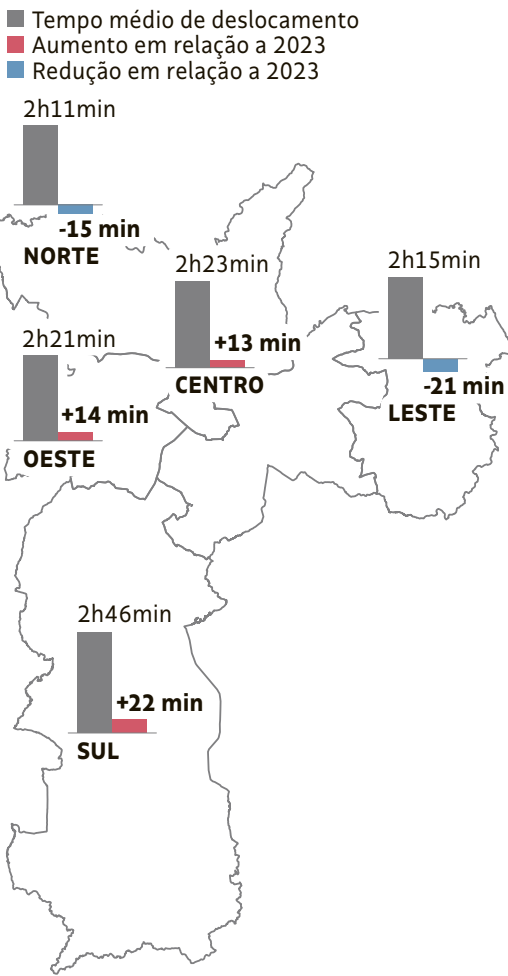 Tempo médio de deslocamento
Aumento em relação a 2023
Redução em relação a 2023
2h11min
-15 min
NORTE
2h23min
+13 min
CENTRO
2h15min
-21 min
LESTE
2h21min
+14 min
OESTE
2h46min
+22 min
SUL